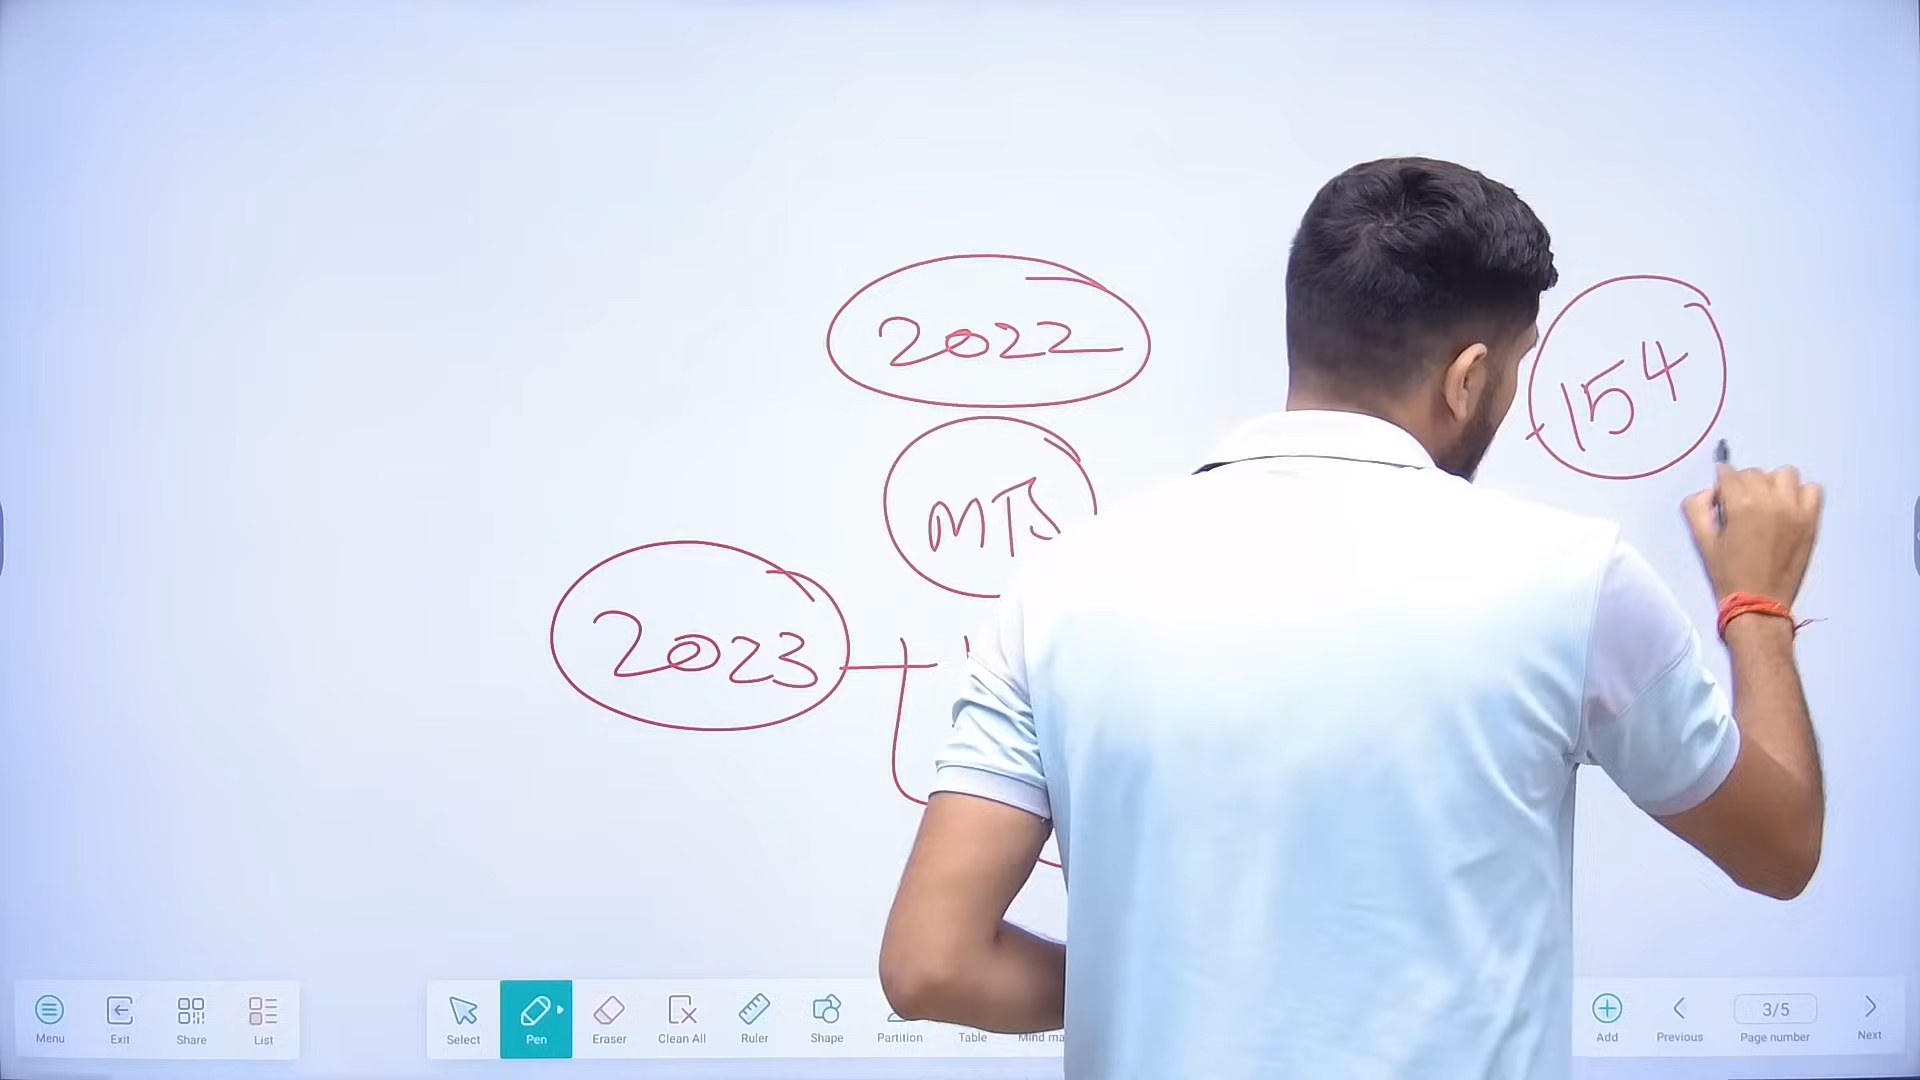 2022
154
MTS
2023
Menu
Exit
Share
List
Select
Pen
Eraser
Clean All
Ruler
Shape
Partition
Table
Mind ma
Add
Previous
3/5
Page number
Next